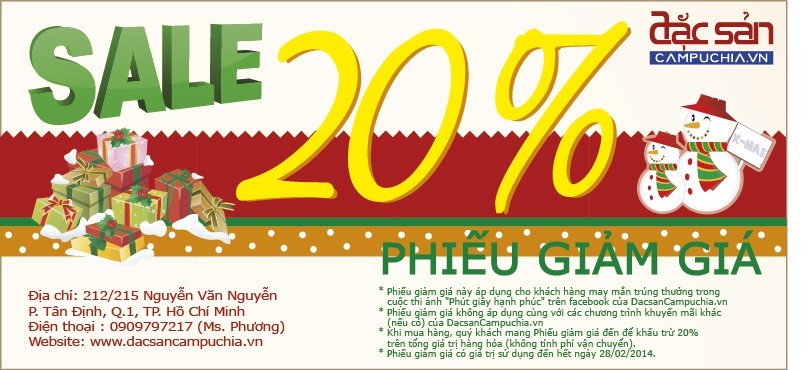 SALE 20%
đặc sản
CAMPUCHIA.VN
X-MAS
PHIẾU GIẢM GIÁ
Địa chỉ: 212/215 Nguyễn Văn Nguyễn
P. Tân Định, Q.1, TP. Hồ Chí Minh
Điện thoại : 0909797217 (Ms. Phương)
Website: www.dacsancampuchia.vn
* Phiếu giảm giá này áp dụng cho khách hàng may mắn trúng thưởng trong
cuộc thi ảnh "Phút giây hạnh phúc" trên facebook của DacsanCampuchia.vn
* Phiếu giảm giá không áp dụng cùng với các chương trình khuyến mãi khác
(nếu có) của DacsanCampuchia.vn
* Khi mua hàng, quý khách mang Phiếu giảm giá đến để khấu trừ 20%
trên tổng giá trị hàng hóa (không tính phí vận chuyển).
* Phiếu giảm giá có giá trị sử dụng đến hết ngày 28/02/2014.